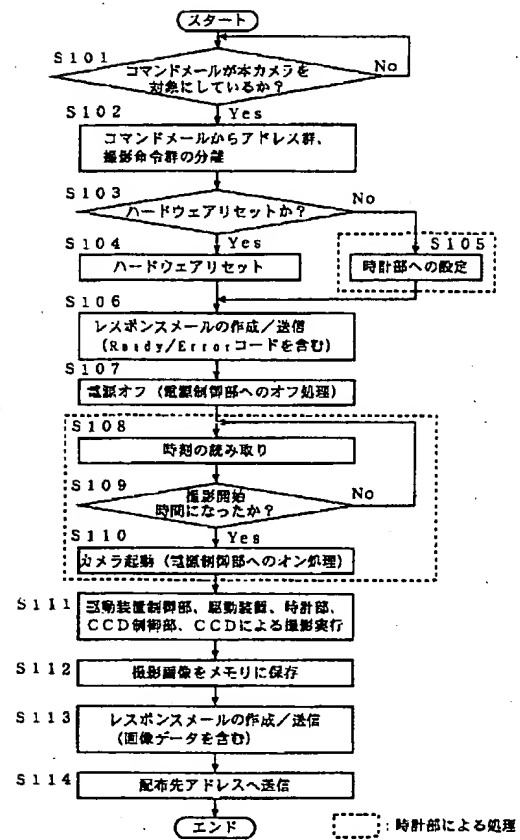 スタート
S101
コマンドメールが本カメラを
対象にしているか？
No
Yes
S102
コマンドメールからアドレス群、
撮影命令群の分離
S103
ハードウェアリセットか？
No
Yes
S104
ハードウェアリセット
S105
時計部への設定
S106
レスポンスメールの作成／送信
（Ready/Errorコードを含む）
S107
電源オフ（電源制御部へのオフ処理）
S108
時刻の読み取り
S109
撮影開始
時間になったか？
No
Yes
S110
カメラ起動（電源制御部へのオン処理）
S111
駆動装置制御部、駆動装置、時計部、
CCD制御部、CCDによる撮影実行
S112
撮影画像をメモリに保存
S113
レスポンスメールの作成／送信
（画像データを含む）
S114
配布先アドレスへ送信
エンド
：時計部による処理